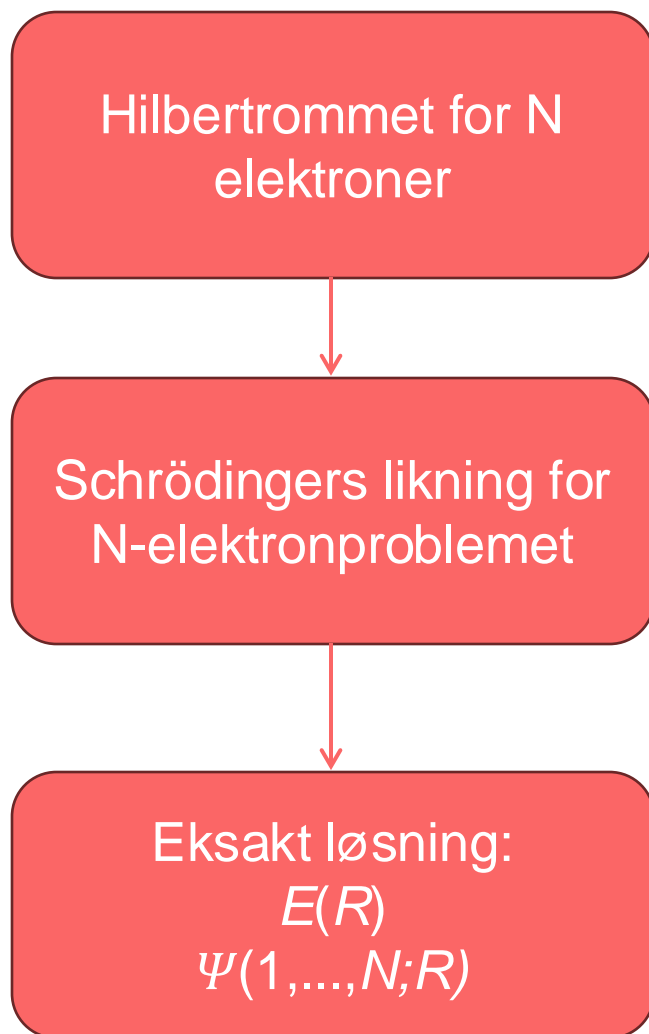 Hilbertrommet for N
elektroner
Schrödingers likning for
N-elektronproblemet
Eksakt løsning:
E(R)
Ψ(1,...,N;R)